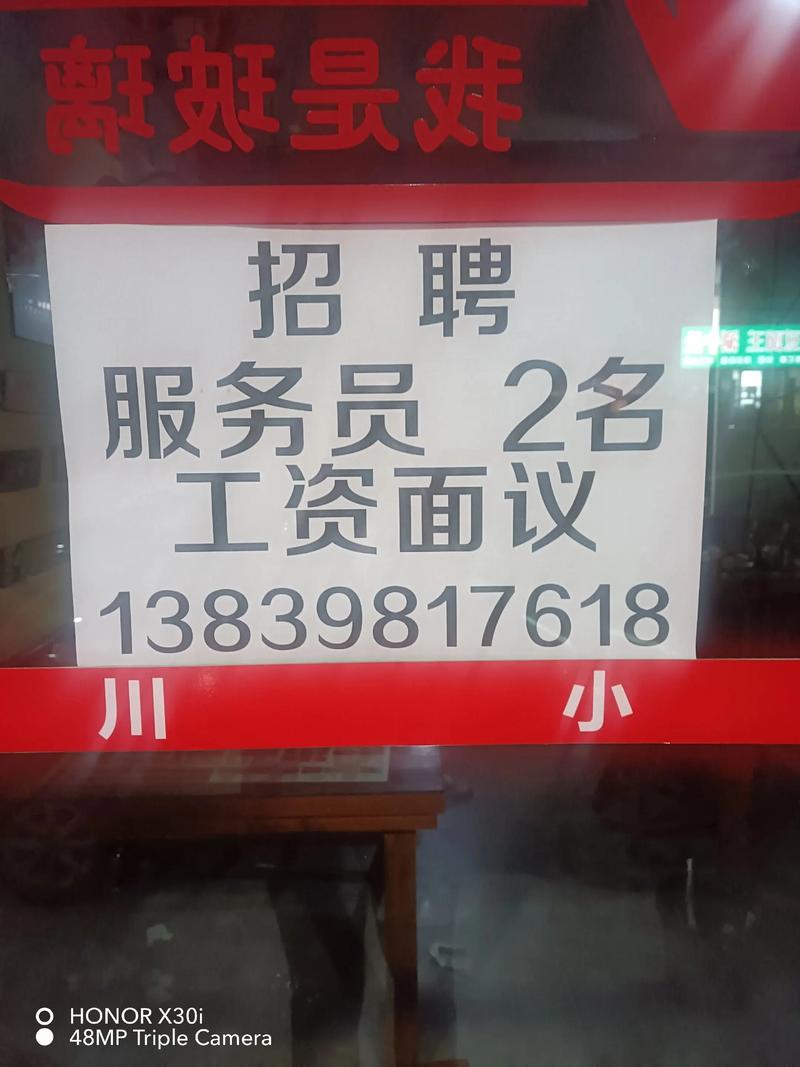 我是玻璃
招 聘
服务员 2名
工资面议
13839817618
川 小
HONOR X30i
48MP Triple Camera